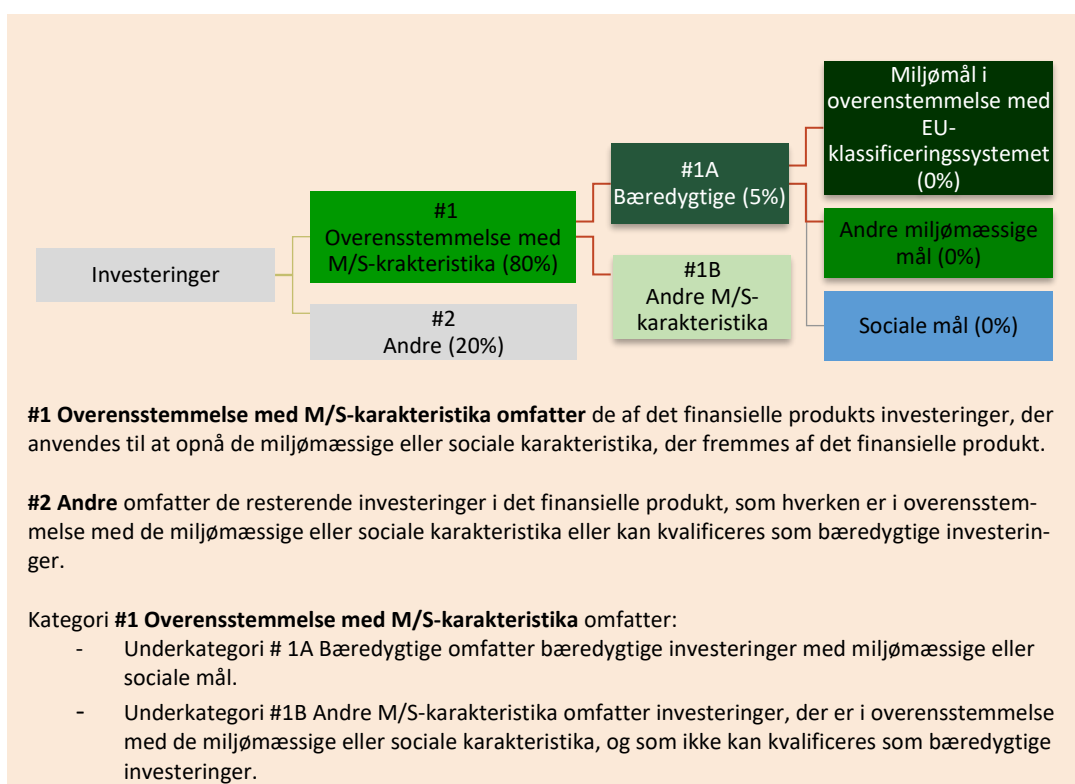 Investeringer
#1
Overensstemmelse med
M/S-krakteristika (80%)
#2
Andre (20%)
#1A
Bæredygtige (5%)
#1B
Andre M/S-
karakteristika
Miljømål i
overenstemmelse med
EU-
klassificeringssystemet
(0%)
Andre miljømæssige
mål (0%)
Sociale mål (0%)
#1 Overensstemmelse med M/S-karakteristika omfatter de af det finansielle produkts investeringer, der
anvendes til at opnå de miljømæssige eller sociale karakteristika, der fremmes af det finansielle produkt.
#2 Andre omfatter de resterende investeringer i det finansielle produkt, som hverken er i overensstem-
melse med de miljømæssige eller sociale karakteristika eller kan kvalificeres som bæredygtige investerin-
ger.
Kategori #1 Overensstemmelse med M/S-karakteristika omfatter:
- Underkategori # 1A Bæredygtige omfatter bæredygtige investeringer med miljømæssige eller
sociale mål.
- Underkategori #1B Andre M/S-karakteristika omfatter investeringer, der er i overensstemmelse
med de miljømæssige eller sociale karakteristika, og som ikke kan kvalificeres som bæredygtige
investeringer.